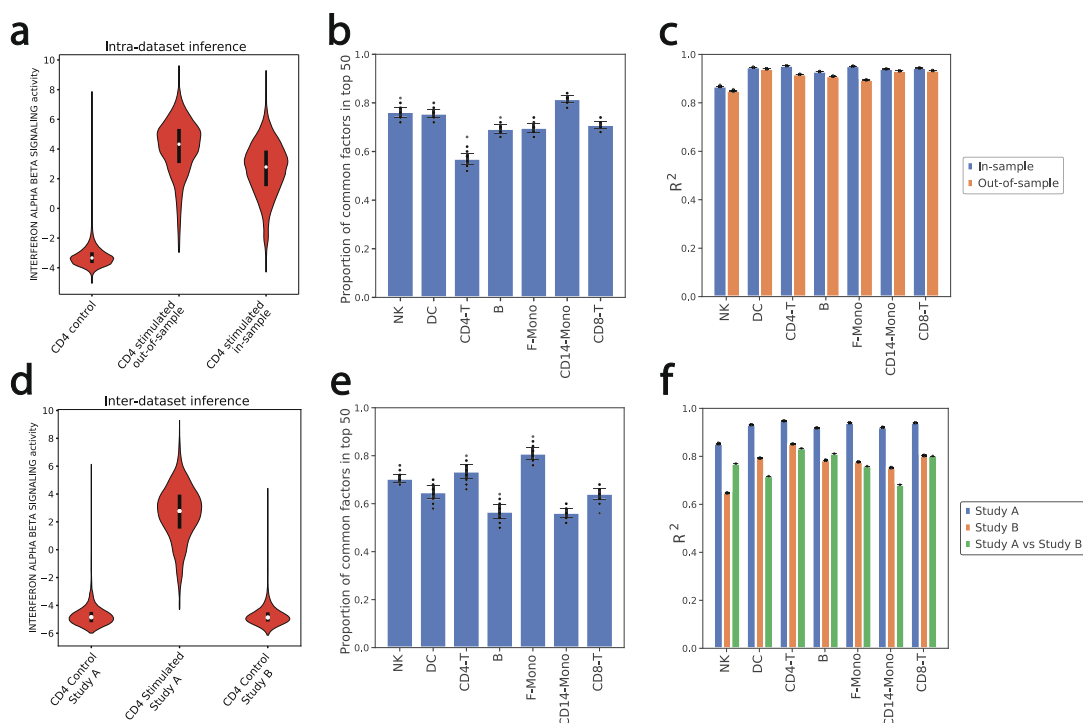 a
Intra-dataset inference
INTERFERON ALPHA BETA SIGNALING activity
10
8
6
4
2
0
−2
−4
CD4 control
CD4 stimulated
out-of-sample
CD4 stimulated
in-sample
b
Proportion of common factors in top 50
1.0
0.8
0.6
0.4
0.2
0.0
NK
DC
CD4-T
B
F-Mono
CD14-Mono
CD8-T
c
R²
1.0
0.8
0.6
0.4
0.2
0.0
NK
DC
CD4-T
B
F-Mono
CD14-Mono
CD8-T
In-sample
Out-of-sample
d
Inter-dataset inference
INTERFERON ALPHA BETA SIGNALING activity
10
8
6
4
2
0
−2
−4
−6
CD4 Control
Study A
CD4 Stimulated
Study A
CD4 Control
Study B
e
Proportion of common factors in top 50
1.0
0.8
0.6
0.4
0.2
0.0
NK
DC
CD4-T
B
F-Mono
CD14-Mono
CD8-T
f
R²
1.0
0.8
0.6
0.4
0.2
0.0
NK
DC
CD4-T
B
F-Mono
CD14-Mono
CD8-T
Study A
Study B
Study A vs Study B